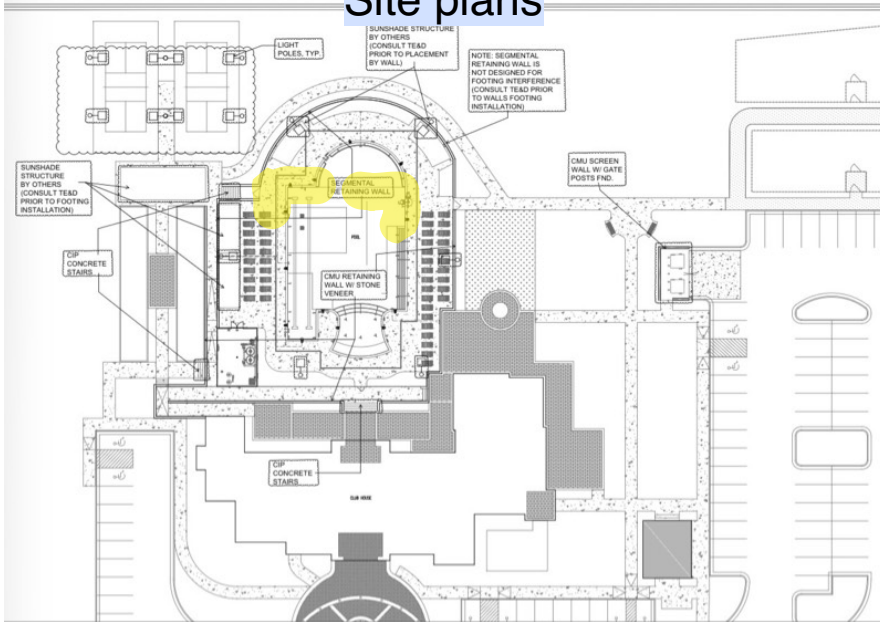 Site plans
LIGHT
POLES, TYP.
SUNSHADE STRUCTURE
BY OTHERS
(CONSULT TE&D
PRIOR TO PLACEMENT
BY WALL)
NOTE: SEGMENTAL
RETAINING WALL IS
NOT DESIGNED FOR
FOOTING INTERFERENCE
(CONSULT TE&D PRIOR
TO WALLS FOOTING
INSTALLATION)
SUNSHADE
STRUCTURE
BY OTHERS
(CONSULT TE&D
PRIOR TO FOOTING
INSTALLATION)
SEGMENTAL
RETAINING WALL
CMU SCREEN
WALL W/ GATE
POSTS FND.
POOL
CIP
CONCRETE
STAIRS
CMU RETAINING
WALL W/ STONE
VENEER
CIP
CONCRETE
STAIRS
CLUB HOUSE